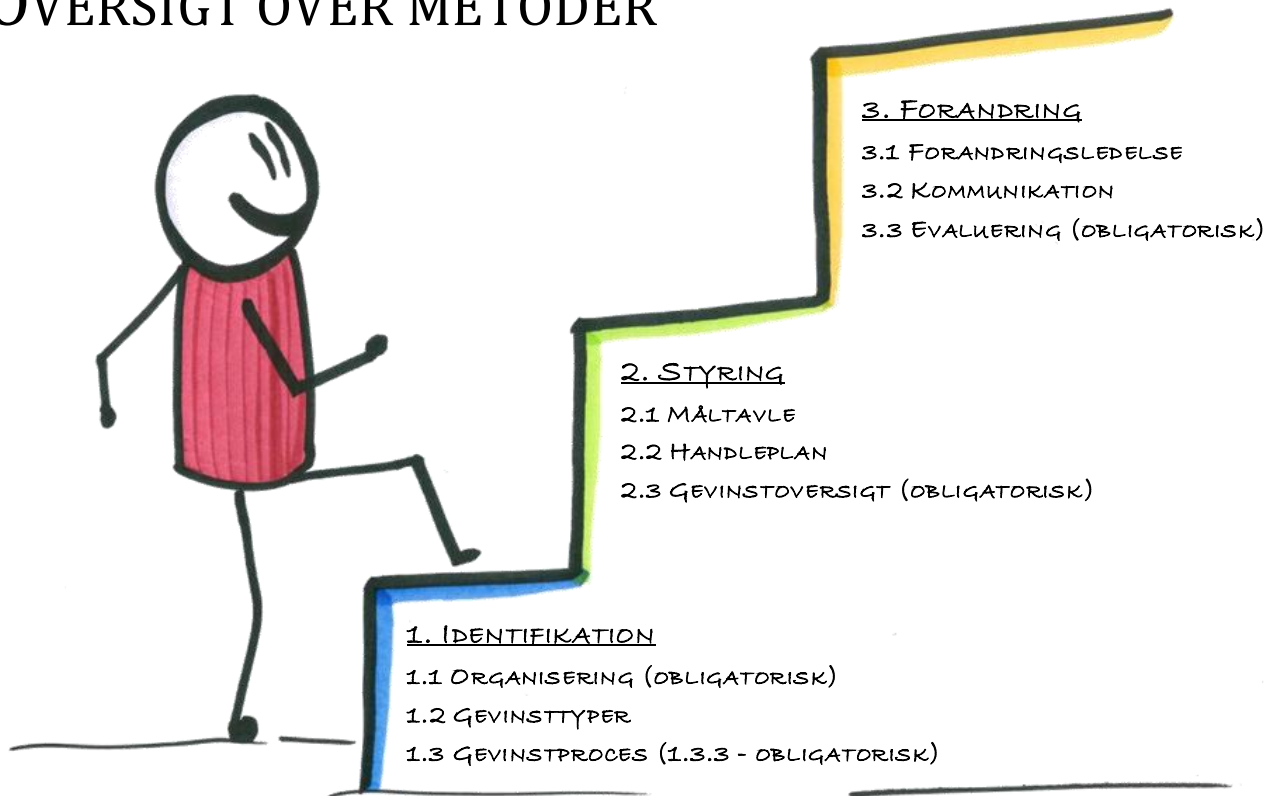 OVERSIGT OVER METODER
3. FORANDRING
3.1 FORANDRINGSLEDELSE
3.2 KOMMUNIKATION
3.3 EVALUERING (OBLIGATORISK)
2. STYRING
2.1 MÅLTAVLE
2.2 HANDLEPLAN
2.3 GEVINSTOVERSIGT (OBLIGATORISK)
1. IDENTIFIKATION
1.1 ORGANISERING (OBLIGATORISK)
1.2 GEVINSTTYPER
1.3 GEVINSTPROCES (1.3.3 - OBLIGATORISK)